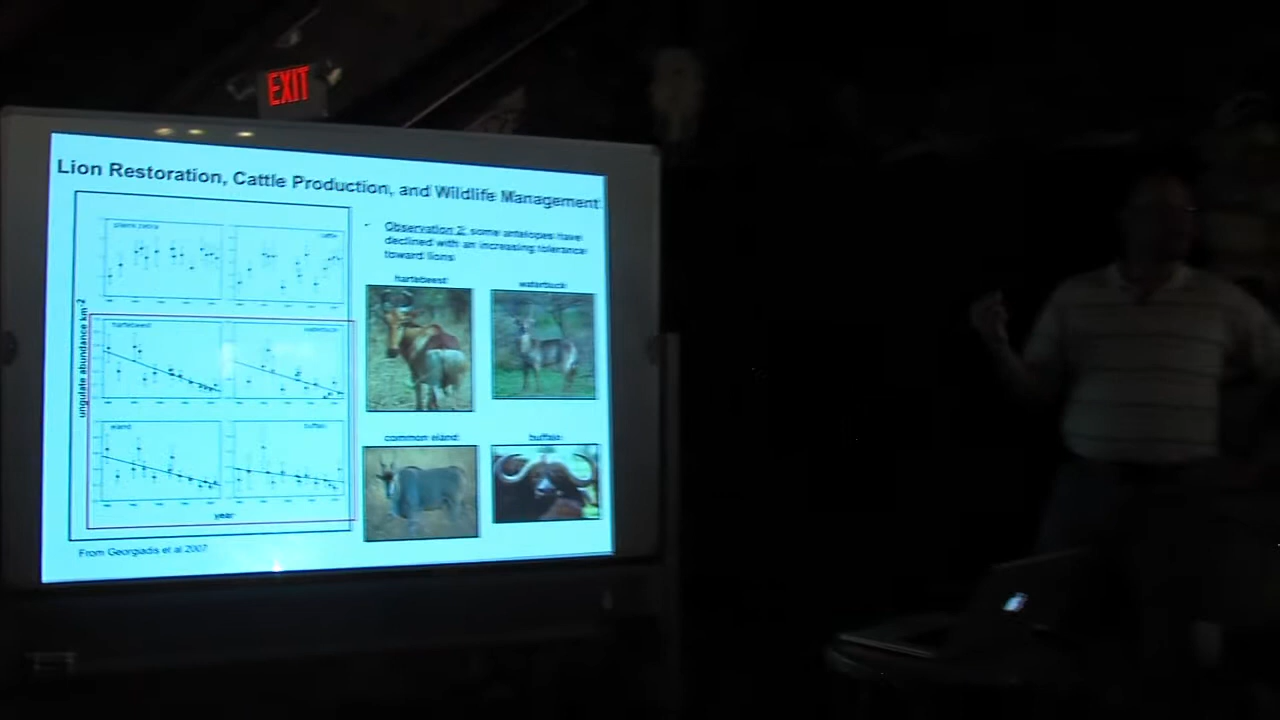 EXIT
Lion Restoration, Cattle Production, and Wildlife Management
Observation 2: some antelopes have
declined with an increasing tolerance
toward lions
plains zebra
cattle
hartebeest
waterbuck
eland
buffalo
ungulate abundance km-2
year
hartebeest
waterbuck
common eland
buffalo
From Georgiadis et al 2007